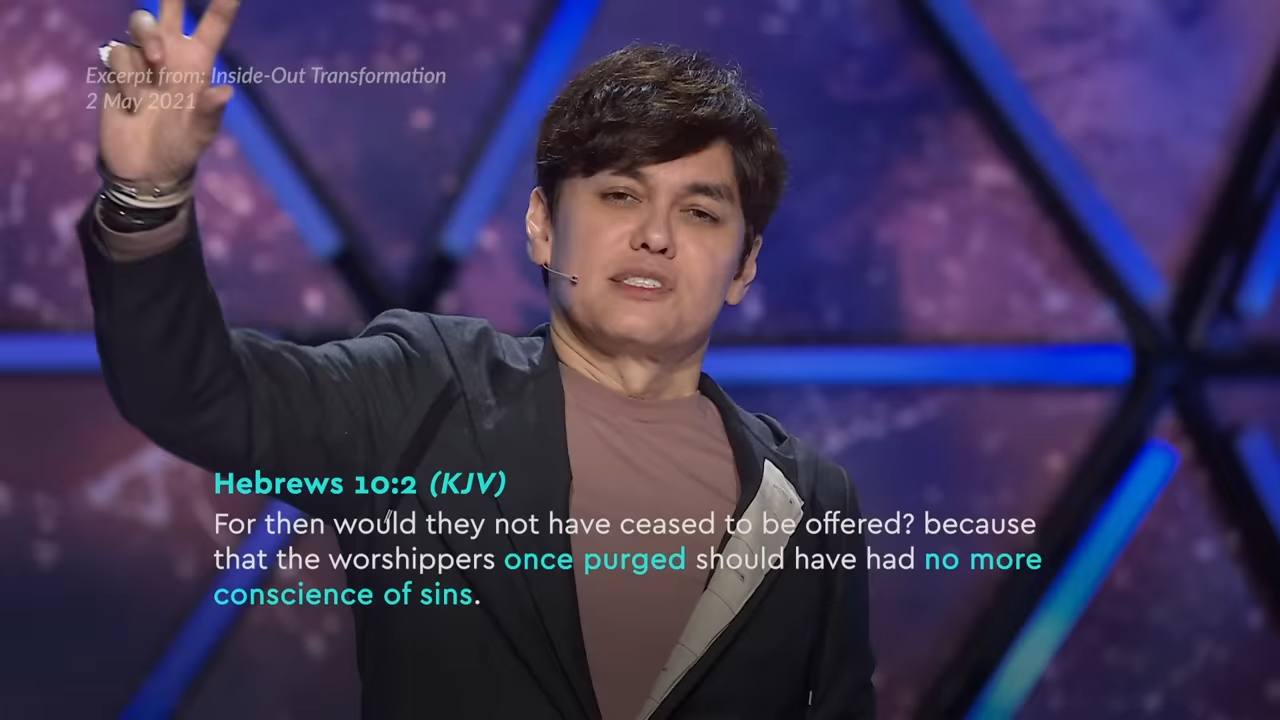 Excerpt from: Inside-Out Transformation
2 May 2021
Hebrews 10:2 (KJV)
For then would they not have ceased to be offered? because
that the worshippers once purged should have had no more
conscience of sins.